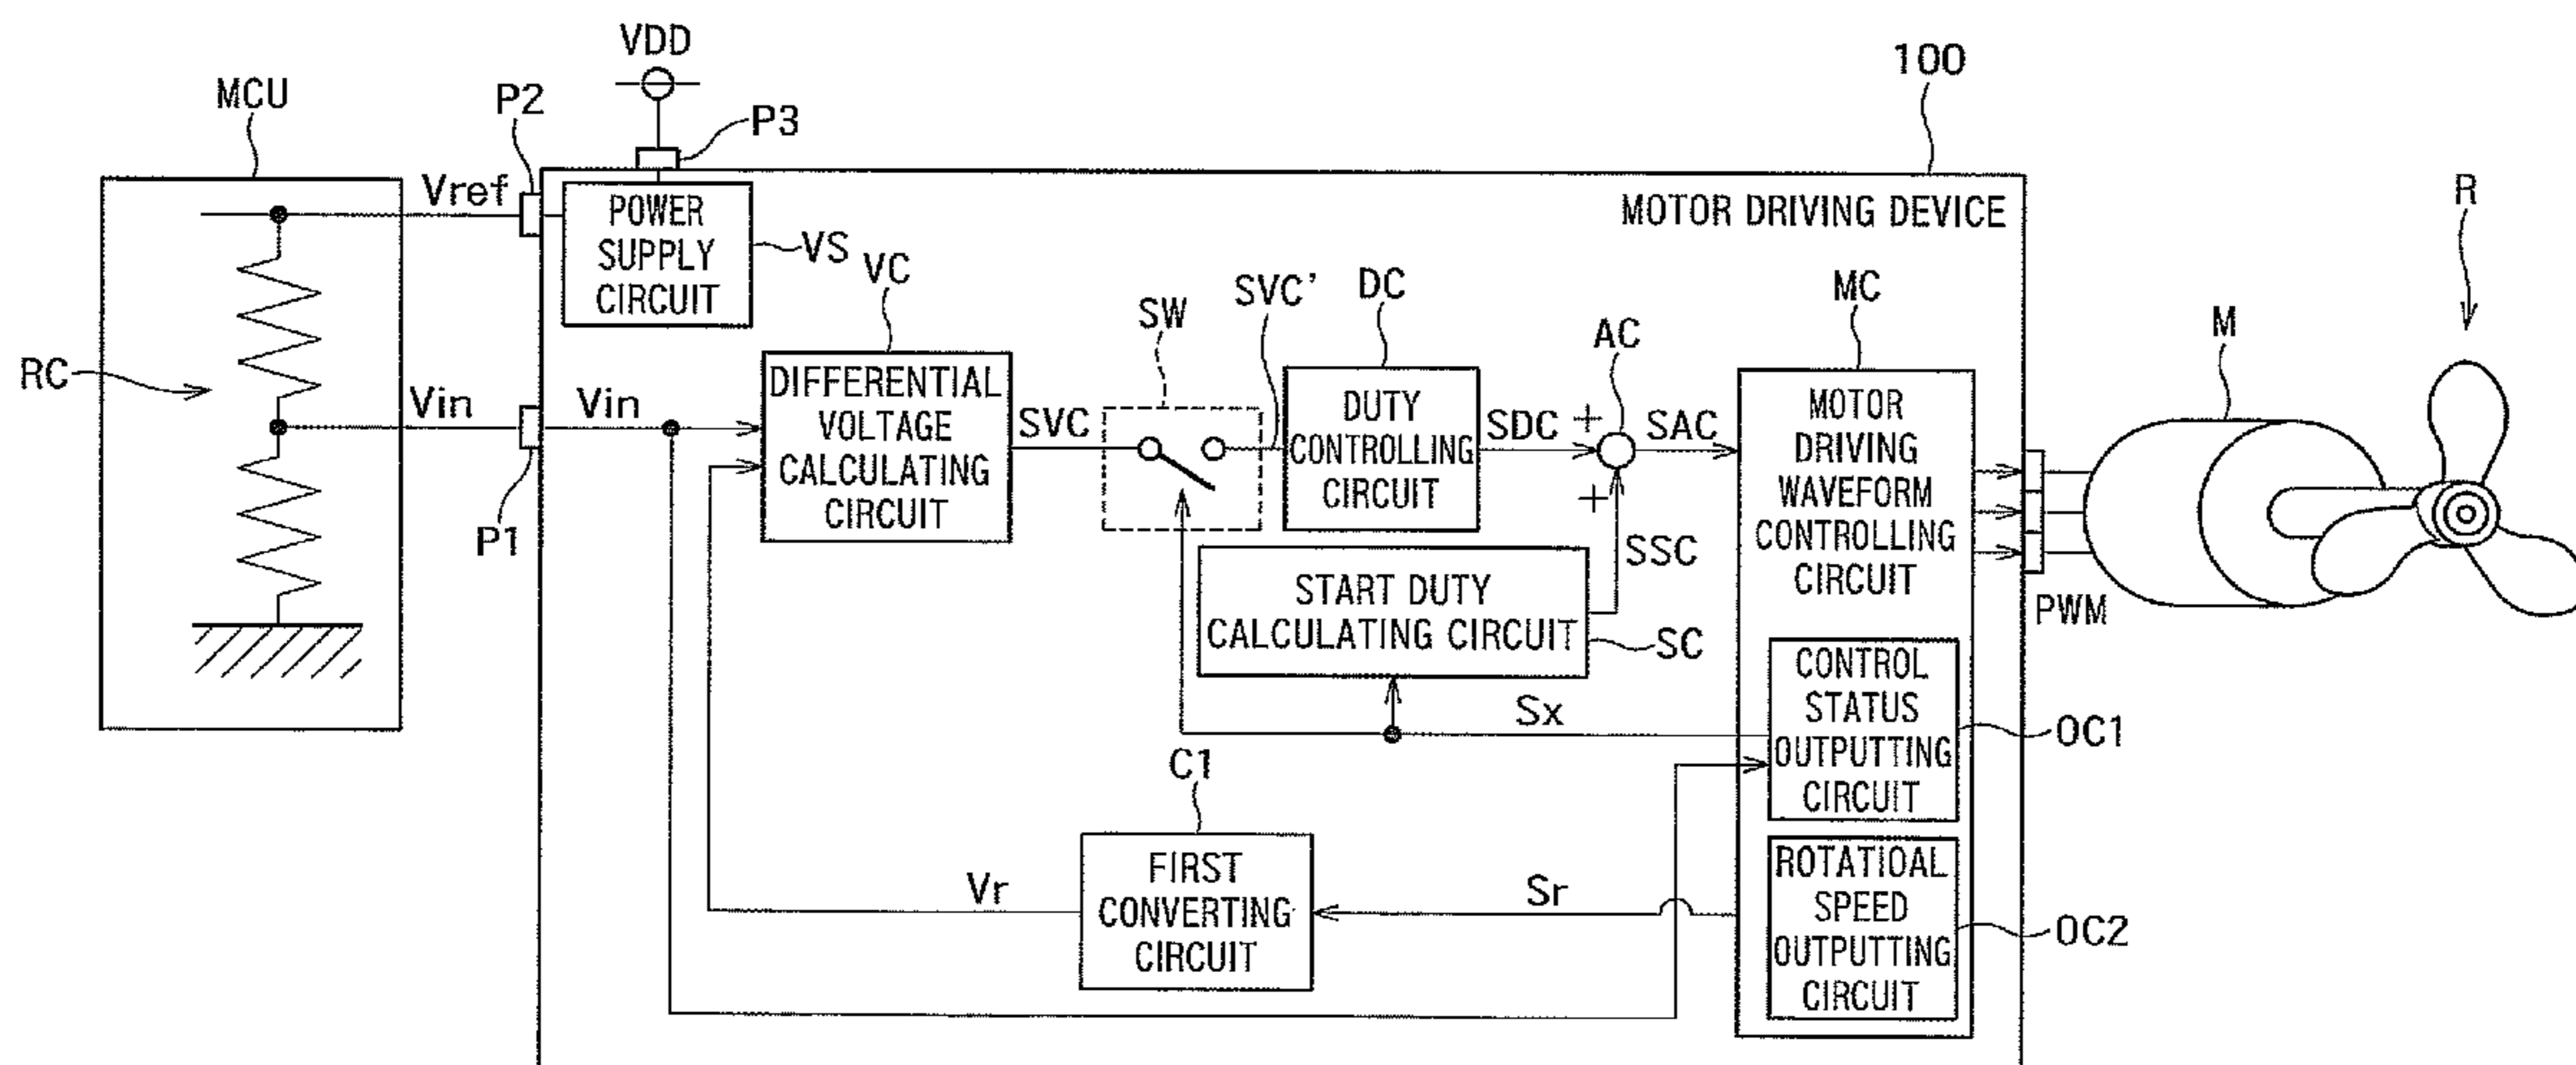 VDD
100
MCU
P2
P3
Vref
POWER
SUPPLY
CIRCUIT
VS
MOTOR DRIVING DEVICE
R
VC
SW
SVC'
DC
AC
MC
M
RC
Vin
Vin
P1
DIFFERENTIAL
VOLTAGE
CALCULATING
CIRCUIT
SVC
DUTY
CONTROLLING
CIRCUIT
SDC
+
+
SAC
SSC
MOTOR
DRIVING
WAVEFORM
CONTROLLING
CIRCUIT
PWM
START DUTY
CALCULATING CIRCUIT
SC
Sx
CONTROL
STATUS
OUTPUTTING
CIRCUIT
OC1
C1
FIRST
CONVERTING
CIRCUIT
Vr
Sr
ROTATIOAL
SPEED
OUTPUTTING
CIRCUIT
OC2